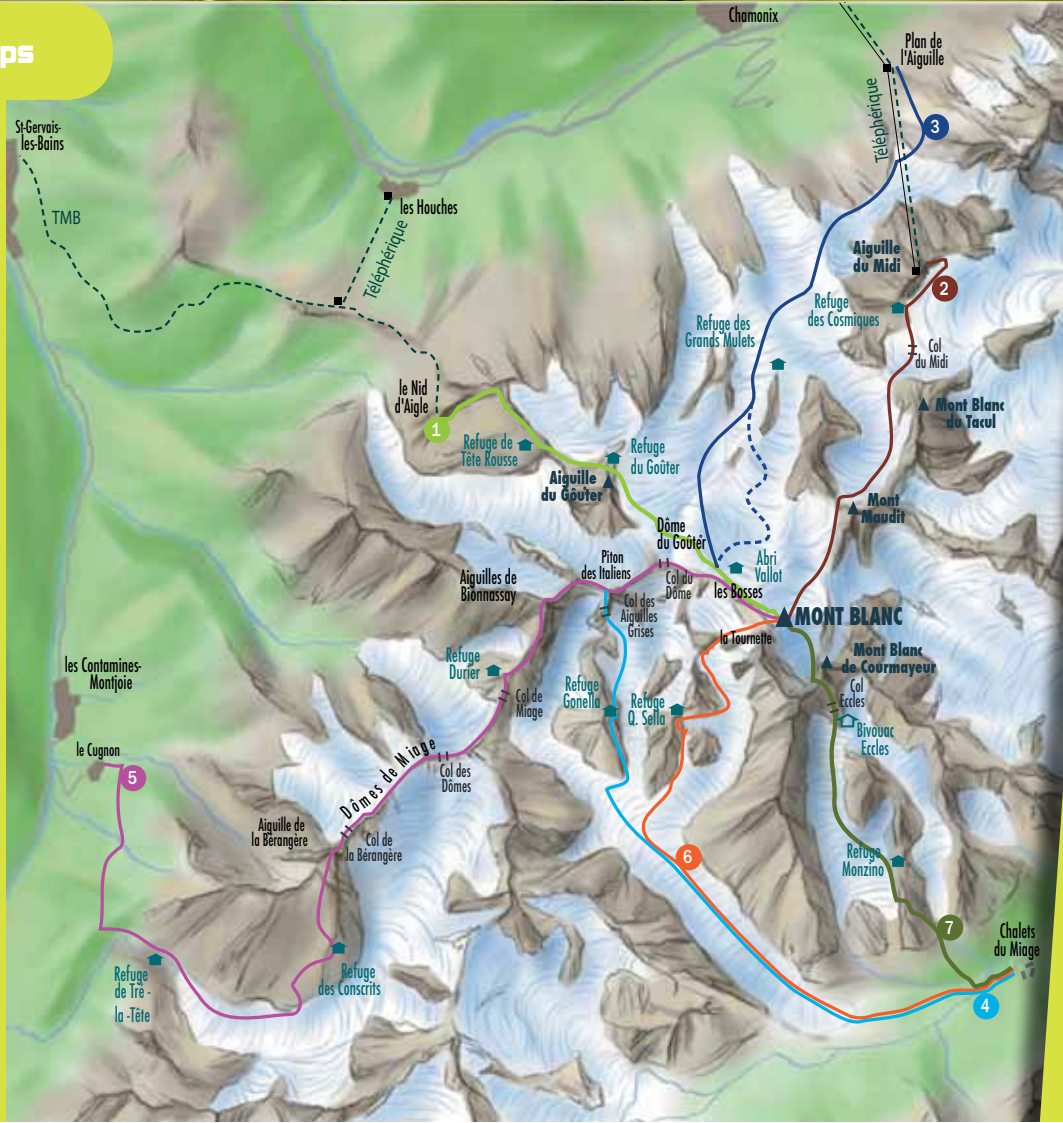 ps
Chamonix
Plan de
l'Aiguille
Téléphérique
3
St-Gervais-
les-Bains
TMB
les Houches
Téléphérique
Aiguille
du Midi
2
Refuge
des Cosmiques
Refuge des
Grands Mulets
Col
du Midi
le Nid
d'Aigle
1
Mont Blanc
du Tacul
Refuge de
Tête Rousse
Refuge
du Goûter
Aiguille
du Goûter
Mont
Maudit
Dôme
du Goûter
Abri
Vallot
Piton
des Italiens
Aiguilles de
Bionnassay
Col du
Dôme
les Bosses
Col des
Aiguilles
Grises
MONT BLANC
la Tournette
Mont Blanc
de Courmayeur
les Contamines-
Montjoie
Refuge
Durier
Col de
Miage
Refuge
Gonella
Refuge
Q. Sella
Col
Eccles
Bivouac
Eccles
le Cugnon
5
Dômes de Miage
Col des
Dômes
Aiguille de
la Bérangère
Col de
la Bérangère
6
Refuge
Monzino
7
Chalets
du Miage
Refuge
de Tré -
la -Tête
Refuge
des Conscrits
4